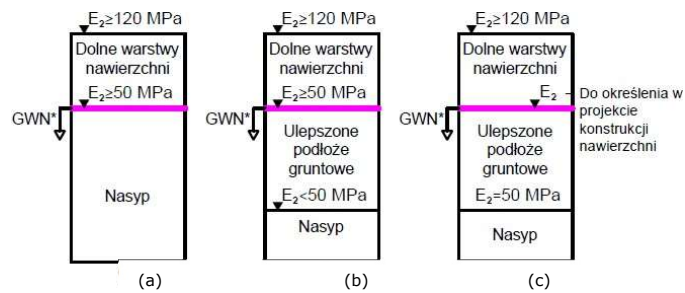 E₂≥120 MPa
Dolne warstwy
nawierzchni
E₂≥50 MPa
GWN*
Nasyp
(a)
E₂≥120 MPa
Dolne warstwy
nawierzchni
E₂≥50 MPa
GWN*
Ulepszone
podłoże
gruntowe
E₂<50 MPa
Nasyp
(b)
E₂≥120 MPa
Dolne warstwy
nawierzchni
E₂
Do określenia w
projekcie
konstrukcji
nawierzchni
GWN*
Ulepszone
podłoże
gruntowe
E₂=50 MPa
Nasyp
(c)